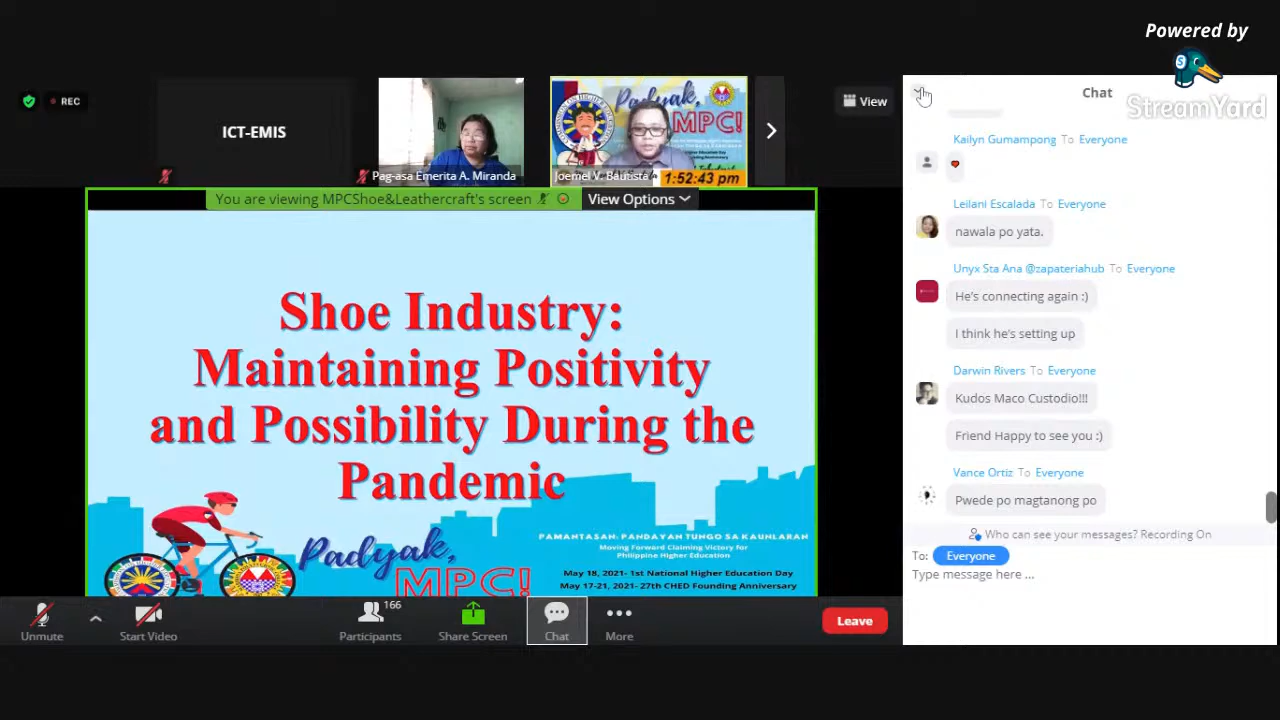 Powered by
StreamYard
REC
ICT-EMIS
Pag-asa Emerita A. Miranda
Padyak,
MPC!
Joemel V. Bautista
1:52:43 pm
View
You are viewing MPCShoe&Leathercraft's screen
View Options
Shoe Industry:
Maintaining Positivity
and Possibility During the
Pandemic
Padyak,
MPC!
PAMANTASAN: PANDAYAN TUNGO SA KAUNLARAN
Moving Forward Claiming Victory for
Philippine Higher Education
May 18, 2021- 1st National Higher Education Day
May 17-21, 2021- 27th CHED Founding Anniversary
Chat
Kailyn Gumampong To Everyone
Leilani Escalada To Everyone
nawala po yata.
Unyx Sta Ana @zapateriahub To Everyone
He's connecting again :)
I think he's setting up
Darwin Rivers To Everyone
Kudos Maco Custodio!!!
Friend Happy to see you :)
Vance Ortiz To Everyone
Pwede po magtanong po
Who can see your messages? Recording On
To: Everyone
Type message here ...
Unmute
Start Video
166
Participants
Share Screen
Chat
More
Leave